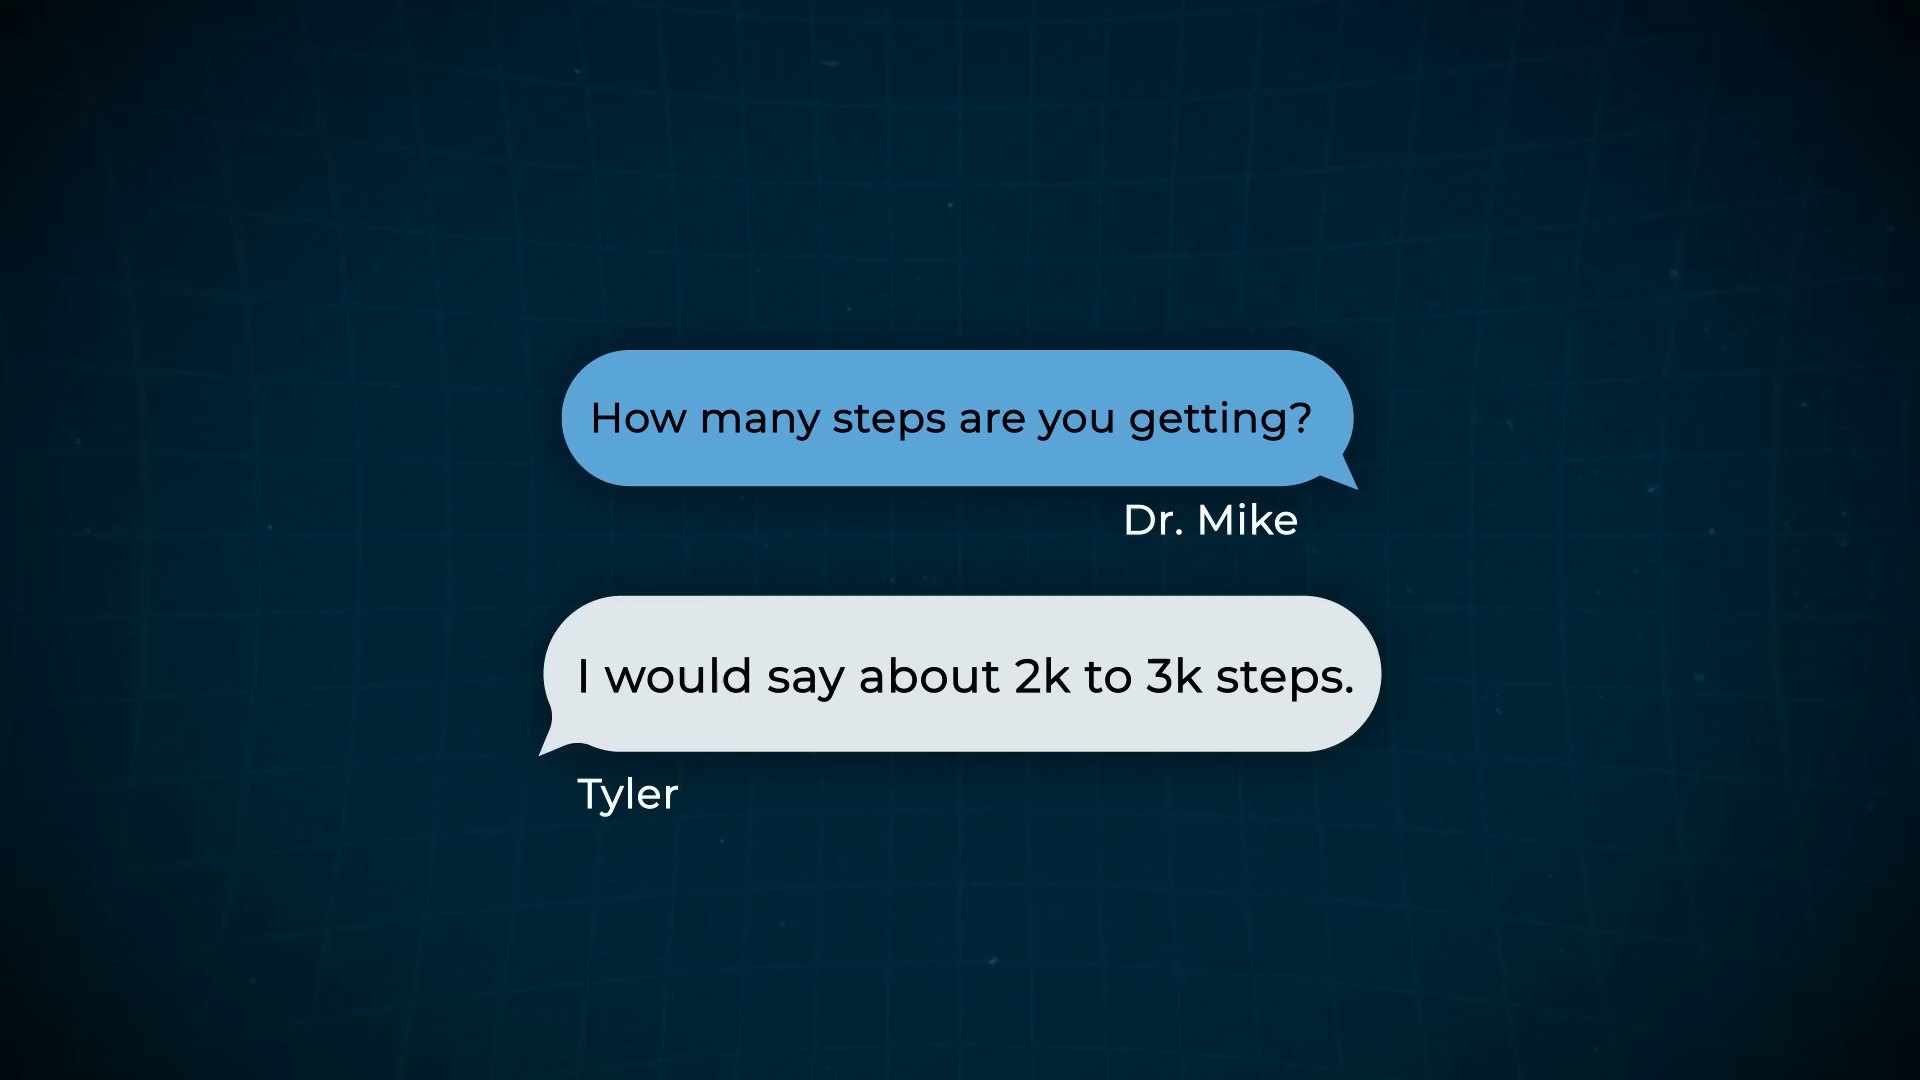 How many steps are you getting?
Dr. Mike
I would say about 2k to 3k steps.
Tyler